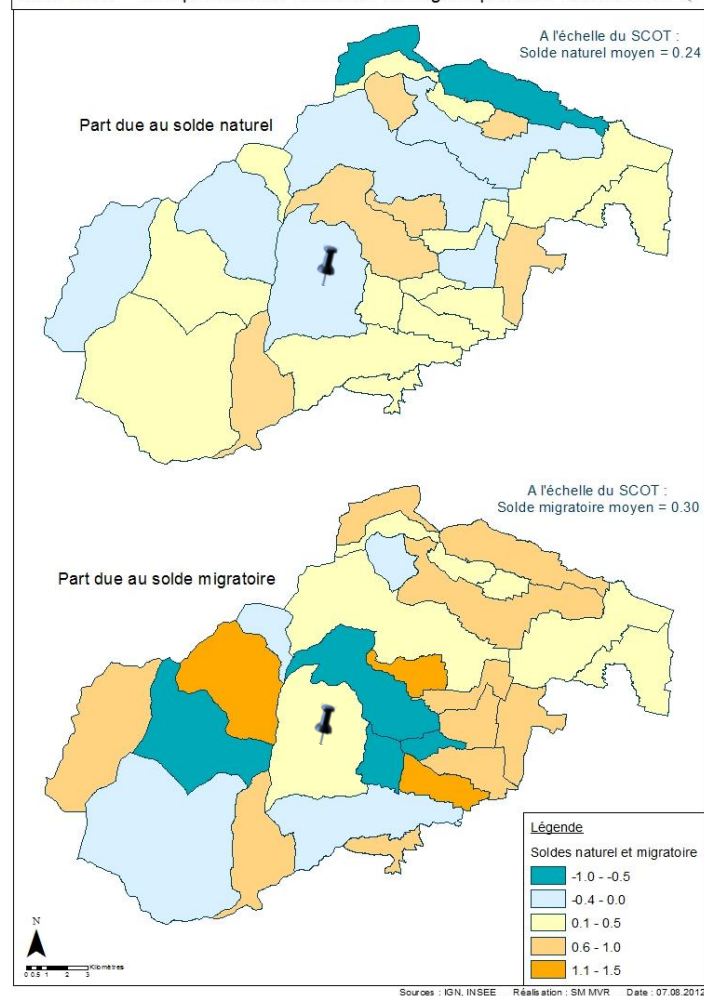 A l'échelle du SCOT :
Solde naturel moyen = 0.24
Part due au solde naturel
A l'échelle du SCOT :
Solde migratoire moyen = 0.30
Part due au solde migratoire
Légende
Soldes naturel et migratoire
-1.0 - -0.5
-0.4 - 0.0
0.1 - 0.5
0.6 - 1.0
1.1 - 1.5
N
0 0.5 1 2 3 Kilomètres
Sources : IGN, INSEE Réalisation : SM MVR Date : 07.08.2012